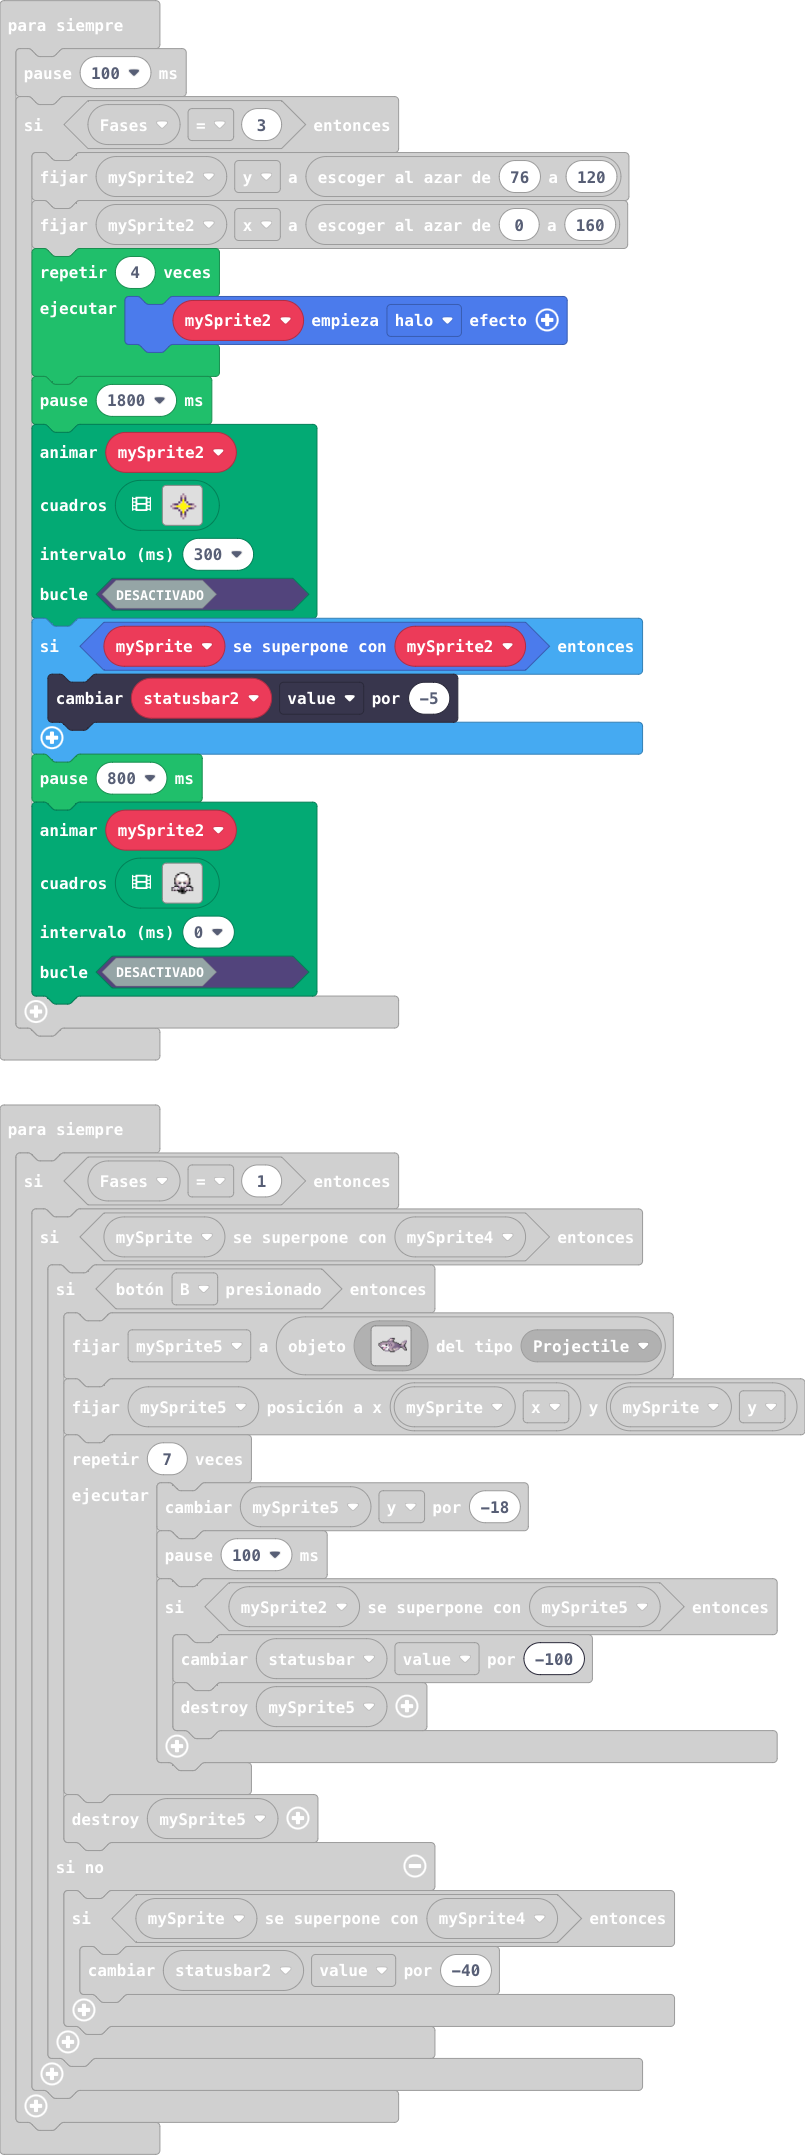 para siempre
pause 100 ms
si Fases = 3 entonces
fijar mySprite2 y a escoger al azar de 76 a 120
fijar mySprite2 x a escoger al azar de 0 a 160
repetir 4 veces
ejecutar
mySprite2 empieza halo efecto
pause 1800 ms
animar mySprite2
cuadros
intervalo (ms) 300
bucle DESACTIVADO
si mySprite se superpone con mySprite2 entonces
cambiar statusbar2 value por −5
pause 800 ms
animar mySprite2
cuadros
intervalo (ms) 0
bucle DESACTIVADO
para siempre
si Fases = 1 entonces
si mySprite se superpone con mySprite4 entonces
si botón B presionado entonces
fijar mySprite5 a objeto del tipo Projectile
fijar mySprite5 posición a x mySprite x y mySprite y
repetir 7 veces
ejecutar
cambiar mySprite5 y por −18
pause 100 ms
si mySprite2 se superpone con mySprite5 entonces
cambiar statusbar value por −100
destroy mySprite5
destroy mySprite5
si no
si mySprite se superpone con mySprite4 entonces
cambiar statusbar2 value por −40